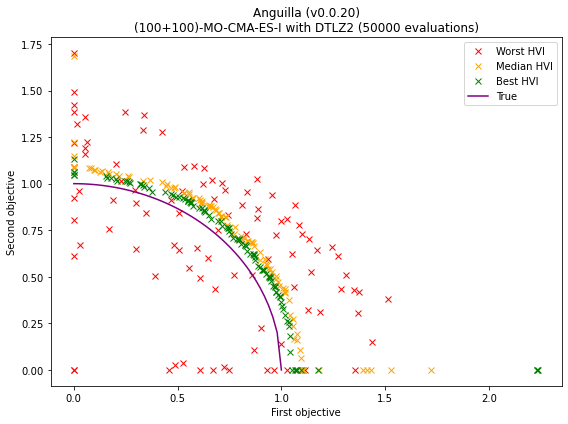 Anguilla (v0.0.20)
(100+100)-MO-CMA-ES-I with DTLZ2 (50000 evaluations)
Worst HVI
Median HVI
Best HVI
True
Second objective
1.75
1.50
1.25
1.00
0.75
0.50
0.25
0.00
0.0
0.5
1.0
1.5
2.0
First objective